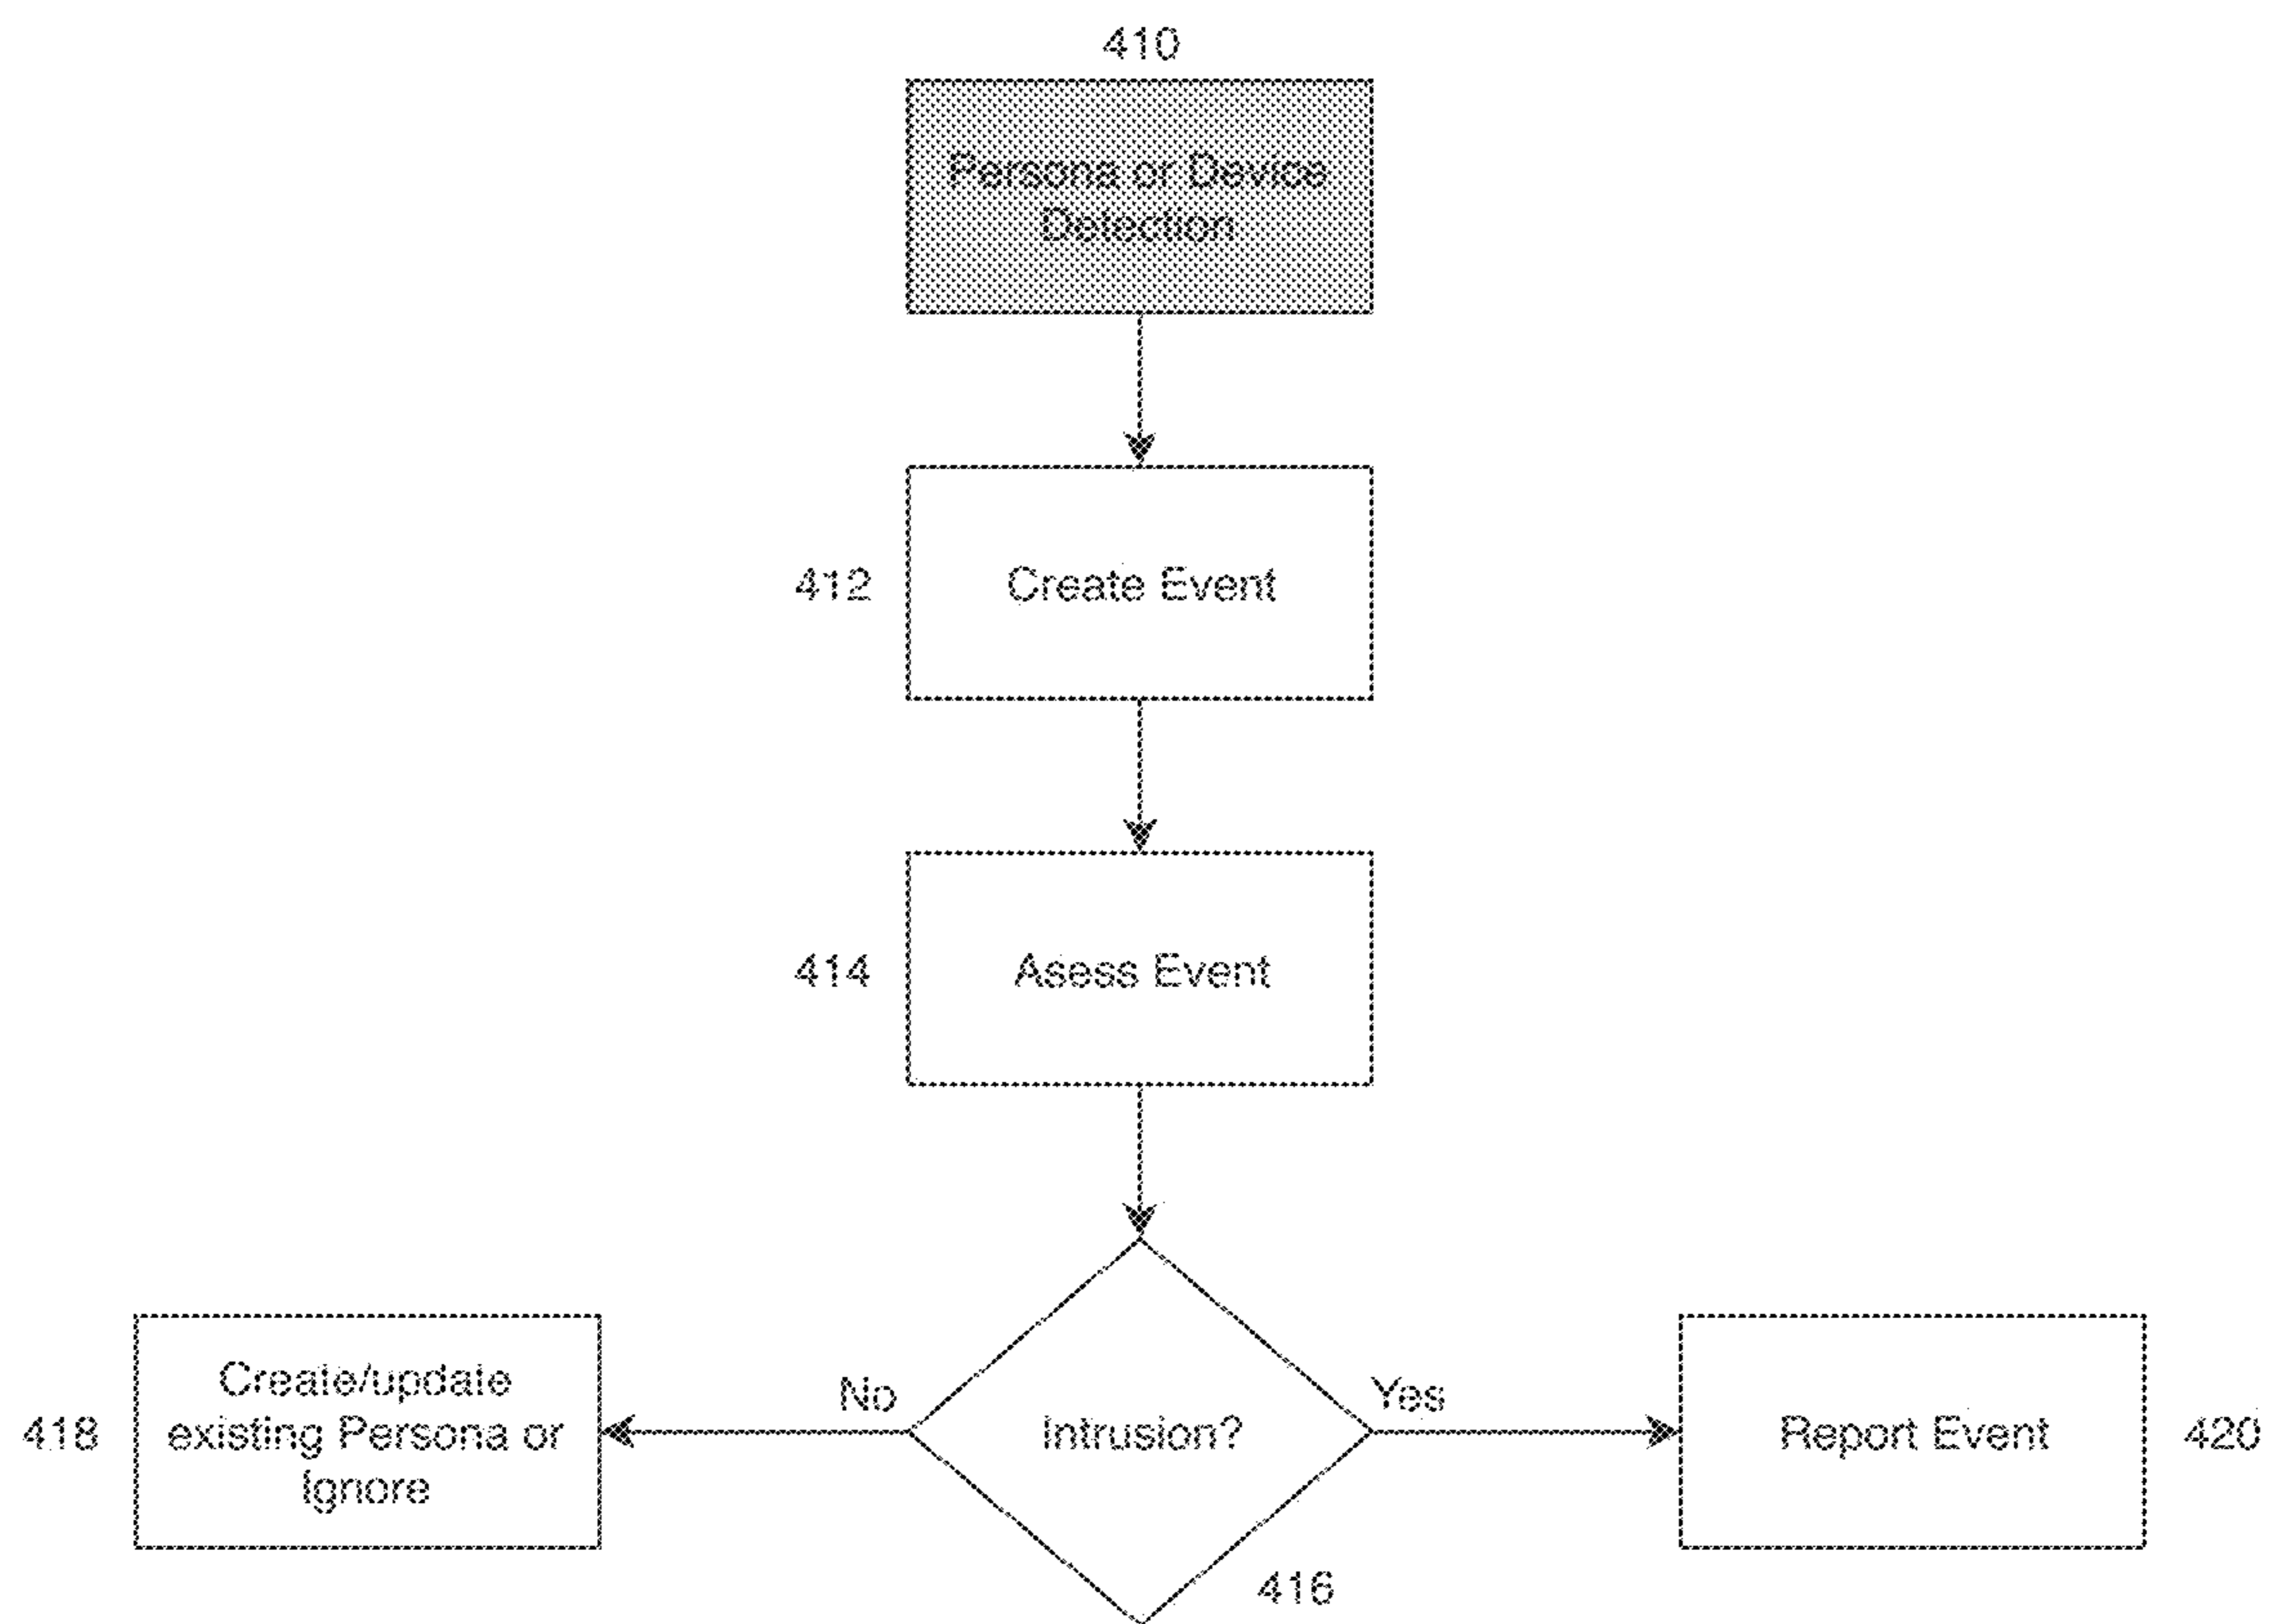 410
Persona or Device
Detection
412
Create Event
414
Asess Event
No
Yes
418
Create/update
existing Persona or
Ignore
Intrusion?
Report Event
420
416